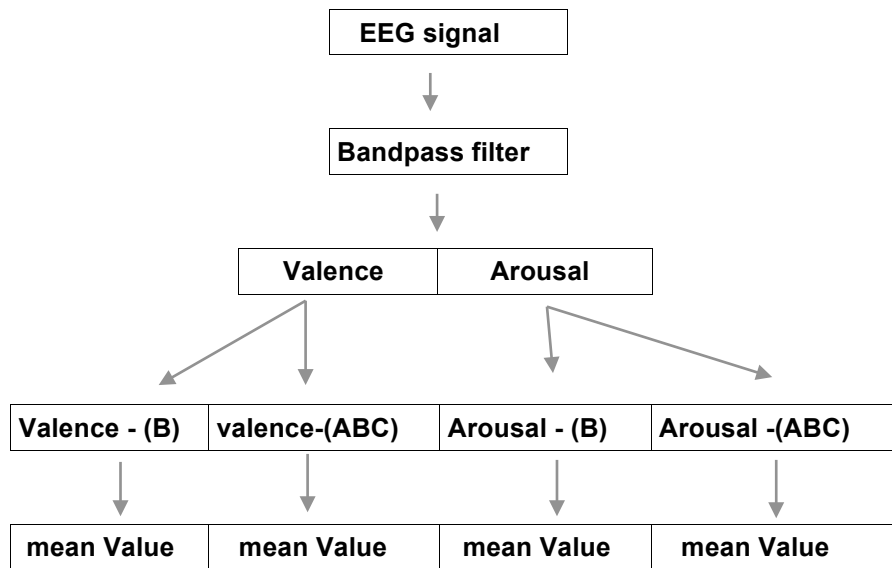 EEG signal
Bandpass filter
Valence Arousal
Valence - (B) valence-(ABC) Arousal - (B) Arousal -(ABC)
mean Value mean Value mean Value mean Value